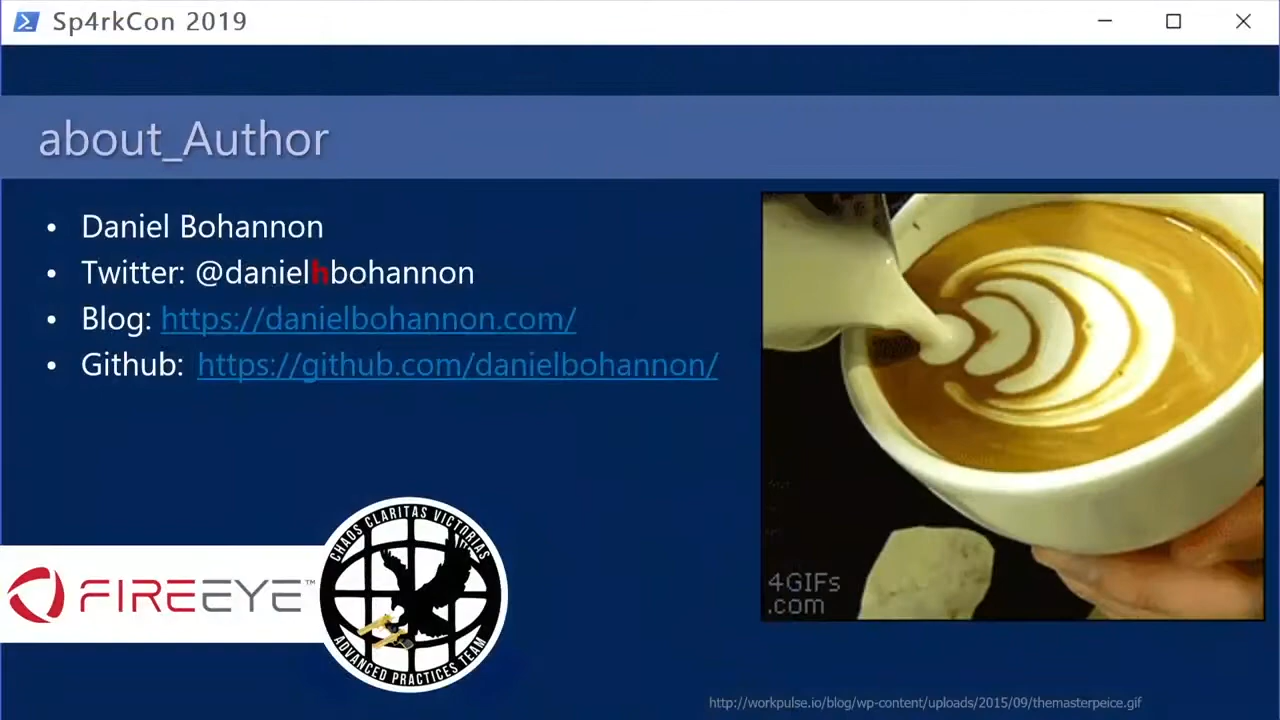 Sp4rkCon 2019
about_Author
• Daniel Bohannon
• Twitter: @danielhbohannon
• Blog: https://danielbohannon.com/
• Github: https://github.com/danielbohannon/
4GIFs
.com
CHAOS CLARITAS VICTORIAS
FIREEYE™
ADVANCED PRACTICES TEAM
http://workpulse.io/blog/wp-content/uploads/2015/09/themasterpeice.gif